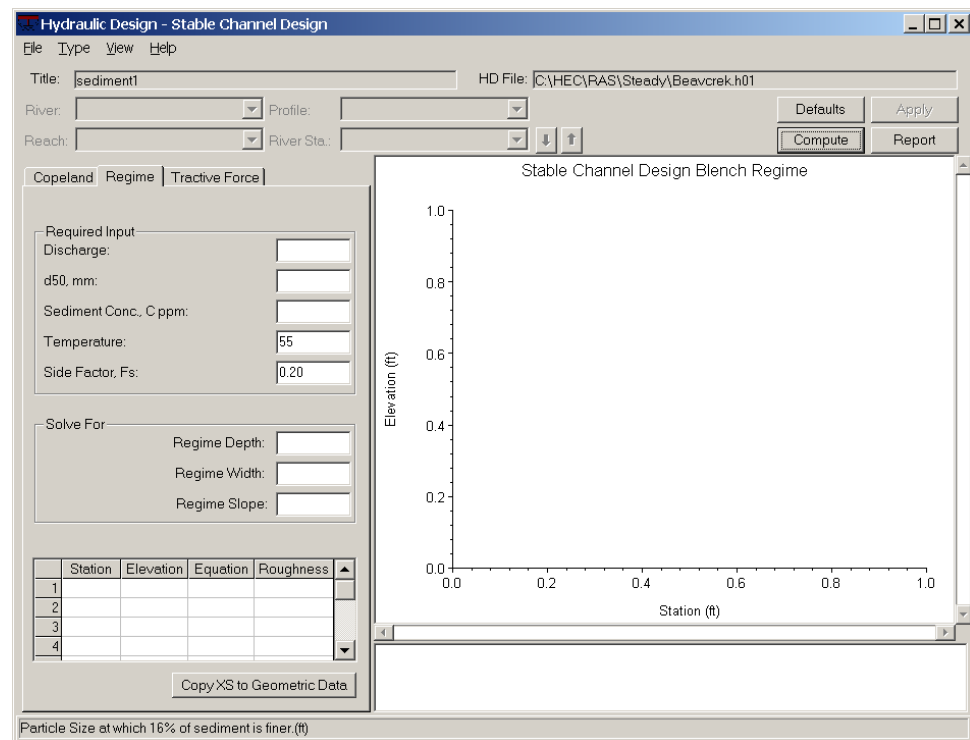 Hydraulic Design - Stable Channel Design
File Type View Help
Title: sediment1 HD File: C:\HEC\RAS\Steady\Beavcrek.h01
River: Profile: Defaults Apply
Reach: River Sta.: Compute Report
Copeland Regime Tractive Force
Required Input
Discharge:
d50, mm:
Sediment Conc., C ppm:
Temperature: 55
Side Factor, Fs: 0.20
Solve For
Regime Depth:
Regime Width:
Regime Slope:
Station Elevation Equation Roughness
1
2
3
4
Copy XS to Geometric Data
Stable Channel Design Blench Regime
1.0
0.8
0.6
0.4
0.2
0.0
Elevation (ft)
0.0 0.2 0.4 0.6 0.8 1.0
Station (ft)
Particle Size at which 16% of sediment is finer.(ft)